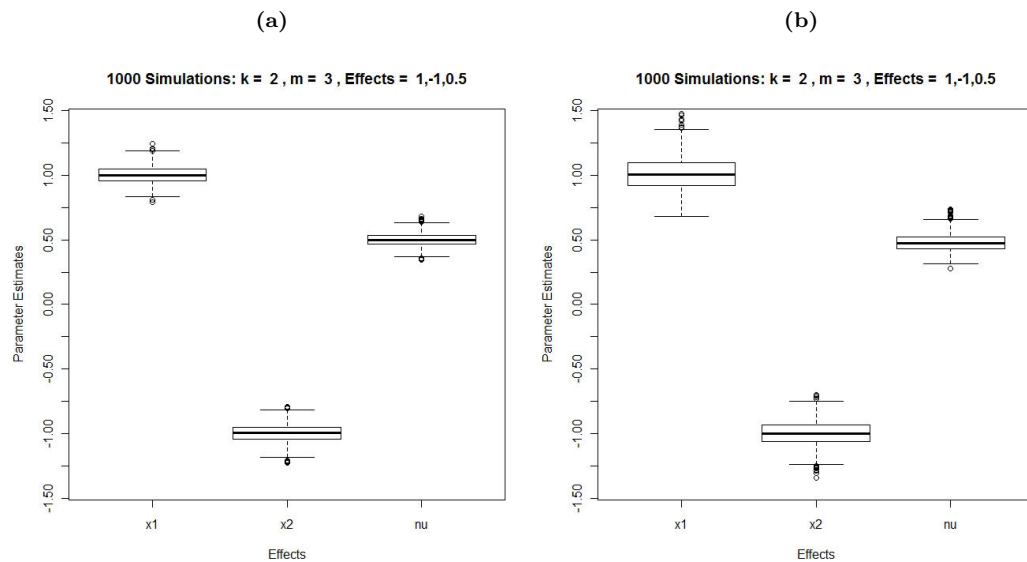 (a)
1000 Simulations: k = 2 , m = 3 , Effects = 1,-1,0.5
Parameter Estimates
1.50
1.00
0.50
0.00
-0.50
-1.00
-1.50
x1
x2
nu
Effects
(b)
1000 Simulations: k = 2 , m = 3 , Effects = 1,-1,0.5
Parameter Estimates
1.50
1.00
0.50
0.00
-0.50
-1.00
-1.50
x1
x2
nu
Effects